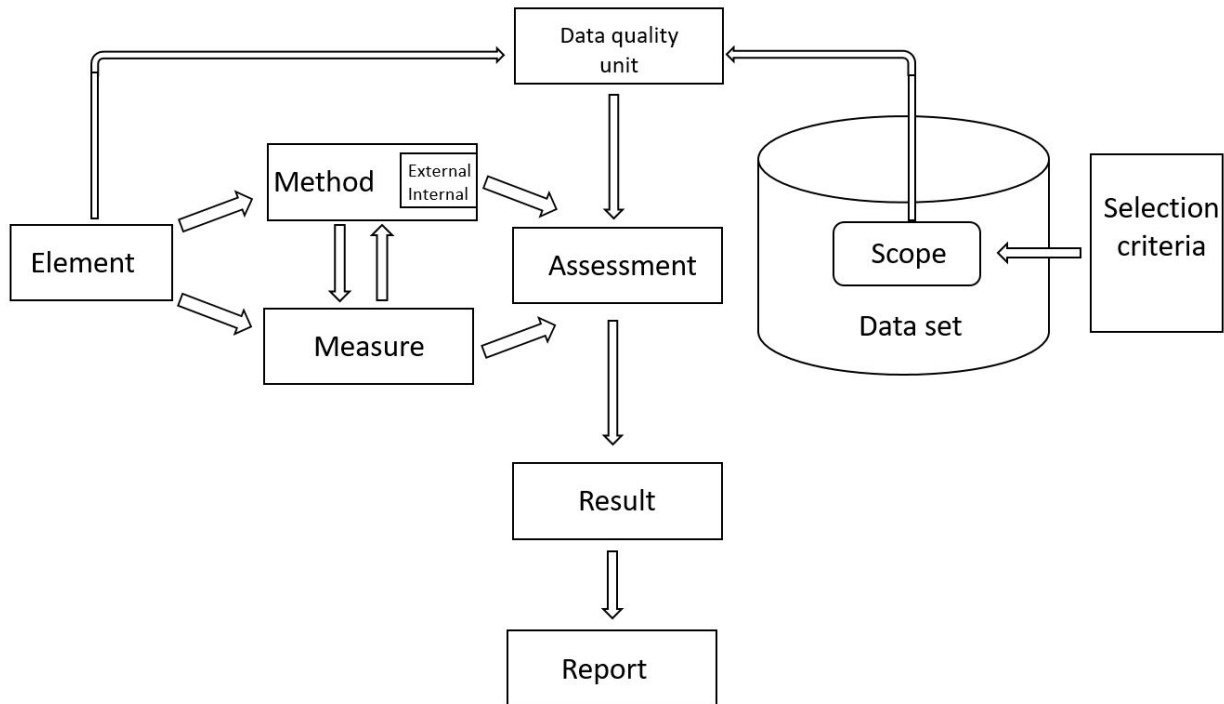 Data quality
unit
Method
External
Internal
Element
Measure
Assessment
Scope
Data set
Selection
criteria
Result
Report